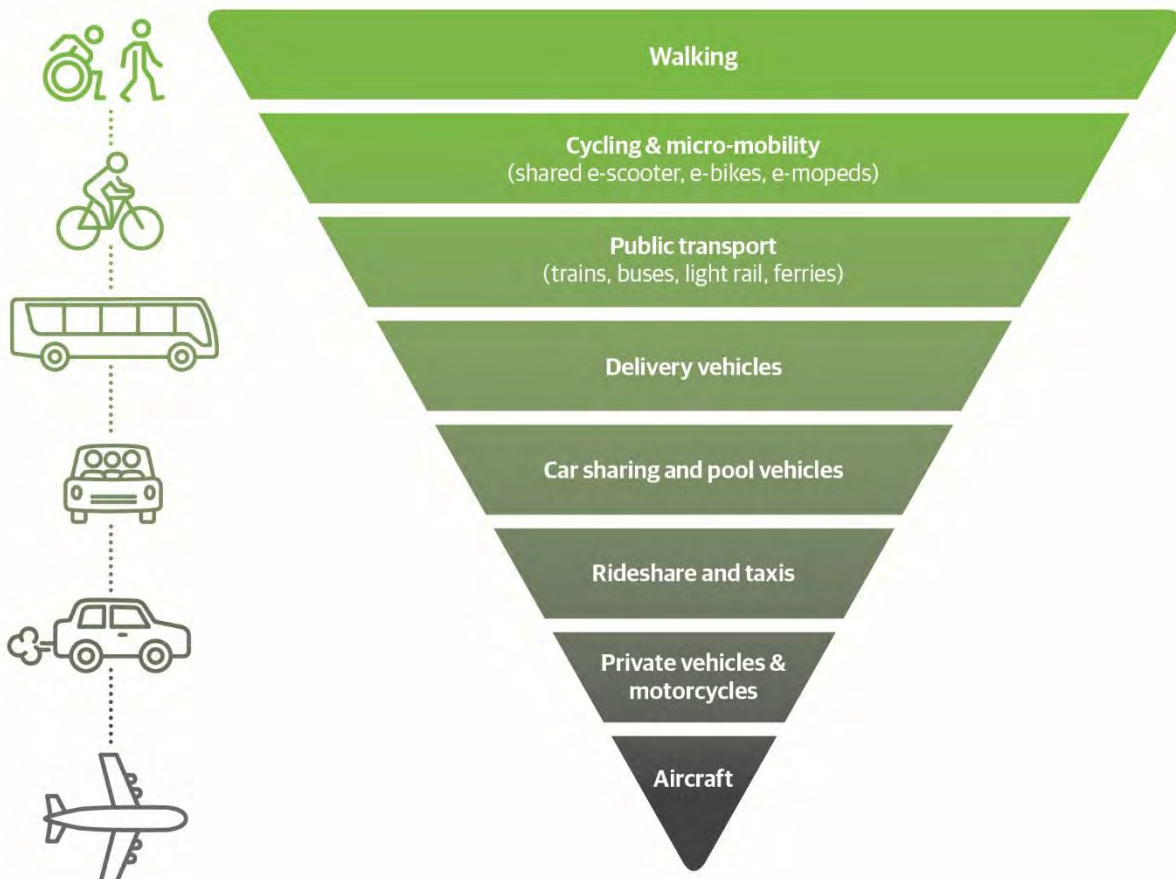 Walking
Cycling & micro-mobility
(shared e-scooter, e-bikes, e-mopeds)
Public transport
(trains, buses, light rail, ferries)
Delivery vehicles
Car sharing and pool vehicles
Rideshare and taxis
Private vehicles &
motorcycles
Aircraft